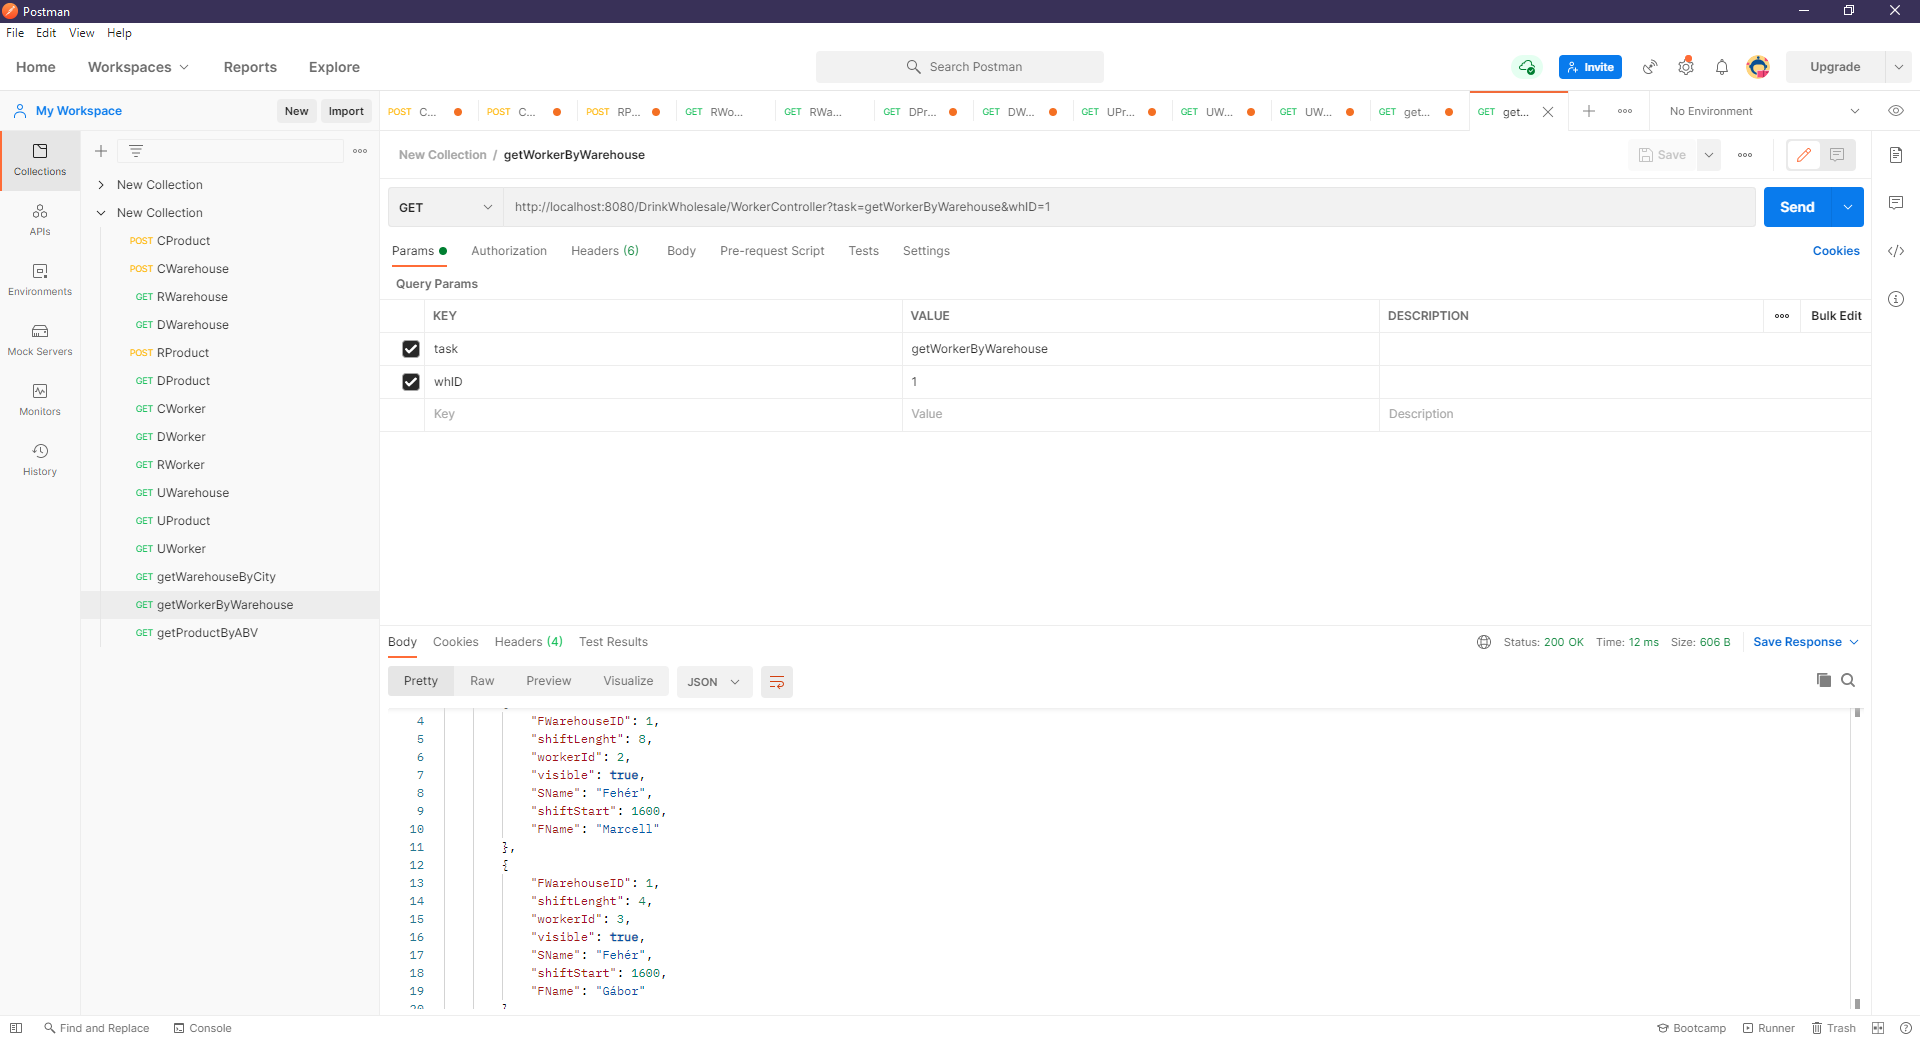 Postman
File Edit View Help
Home Workspaces Reports Explore Search Postman Invite Upgrade
My Workspace New Import
POST C... POST C... POST RP... GET RWo... GET RWa... GET DPr... GET DW... GET UPr... GET UW... GET UW... GET get... GET get... No Environment
Collections
APIs
Environments
Mock Servers
Monitors
History
New Collection
New Collection
POST CProduct
POST CWarehouse
GET RWarehouse
GET DWarehouse
POST RProduct
GET DProduct
GET CWorker
GET DWorker
GET RWorker
GET UWarehouse
GET UProduct
GET UWorker
GET getWarehouseByCity
GET getWorkerByWarehouse
GET getProductByABV
New Collection / getWorkerByWarehouse Save
GET http://localhost:8080/DrinkWholesale/WorkerController?task=getWorkerByWarehouse&whID=1 Send
Params Authorization Headers (6) Body Pre-request Script Tests Settings Cookies
Query Params
KEY VALUE DESCRIPTION Bulk Edit
task getWorkerByWarehouse
whID 1
Key Value Description
Body Cookies Headers (4) Test Results Status: 200 OK Time: 12 ms Size: 606 B Save Response
Pretty Raw Preview Visualize JSON
4 "FWarehouseID": 1,
5 "shiftLenght": 8,
6 "workerId": 2,
7 "visible": true,
8 "SName": "Fehér",
9 "shiftStart": 1600,
10 "FName": "Marcell"
11 },
12 {
13 "FWarehouseID": 1,
14 "shiftLenght": 4,
15 "workerId": 3,
16 "visible": true,
17 "SName": "Fehér",
18 "shiftStart": 1600,
19 "FName": "Gábor"
20 }
Find and Replace Console Bootcamp Runner Trash